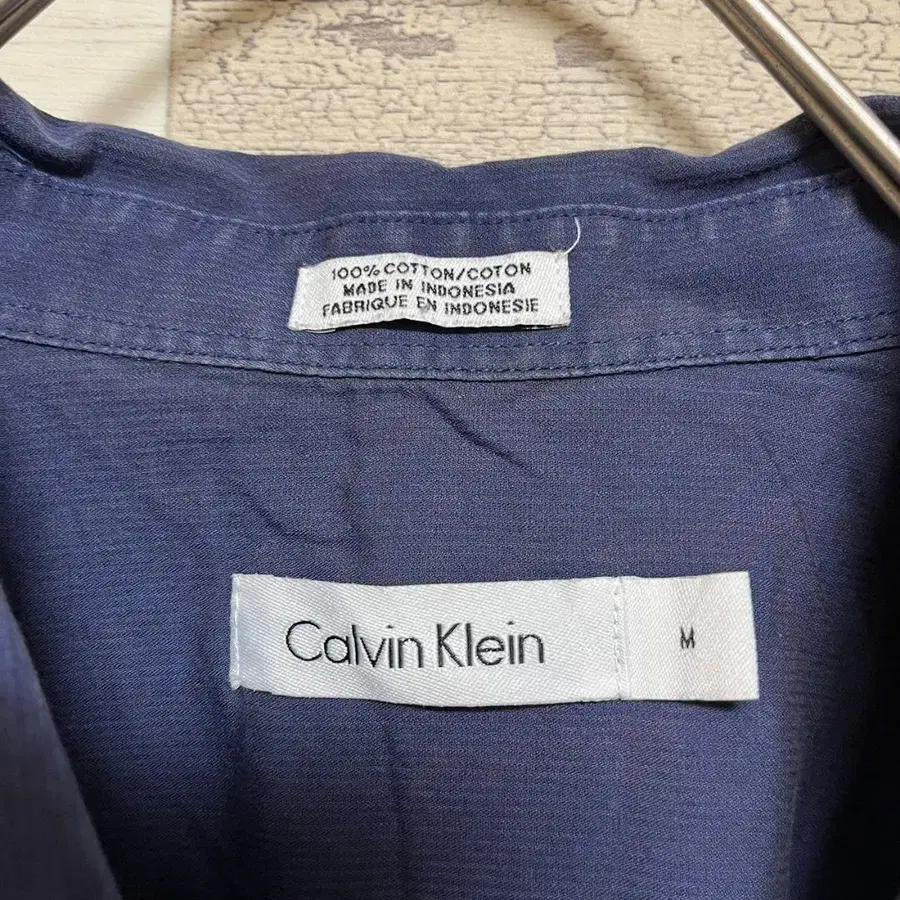 100% COTTON/COTON
MADE IN INDONESIA
FABRIQUE EN INDONESIE
Calvin Klein
M